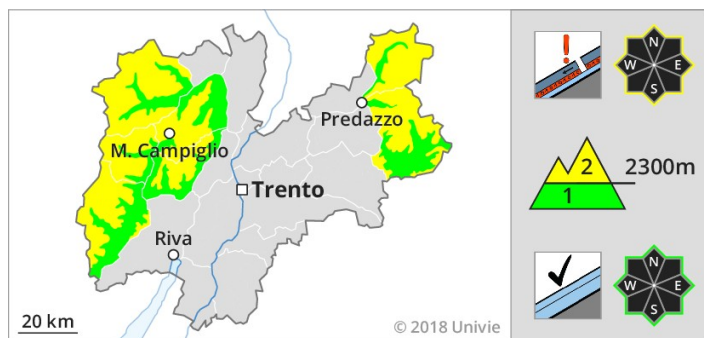 N
W E
S
Predazzo
M. Campiglio
2
2300m
1
Trento
Riva
N
W E
S
20 km
© 2018 Univie